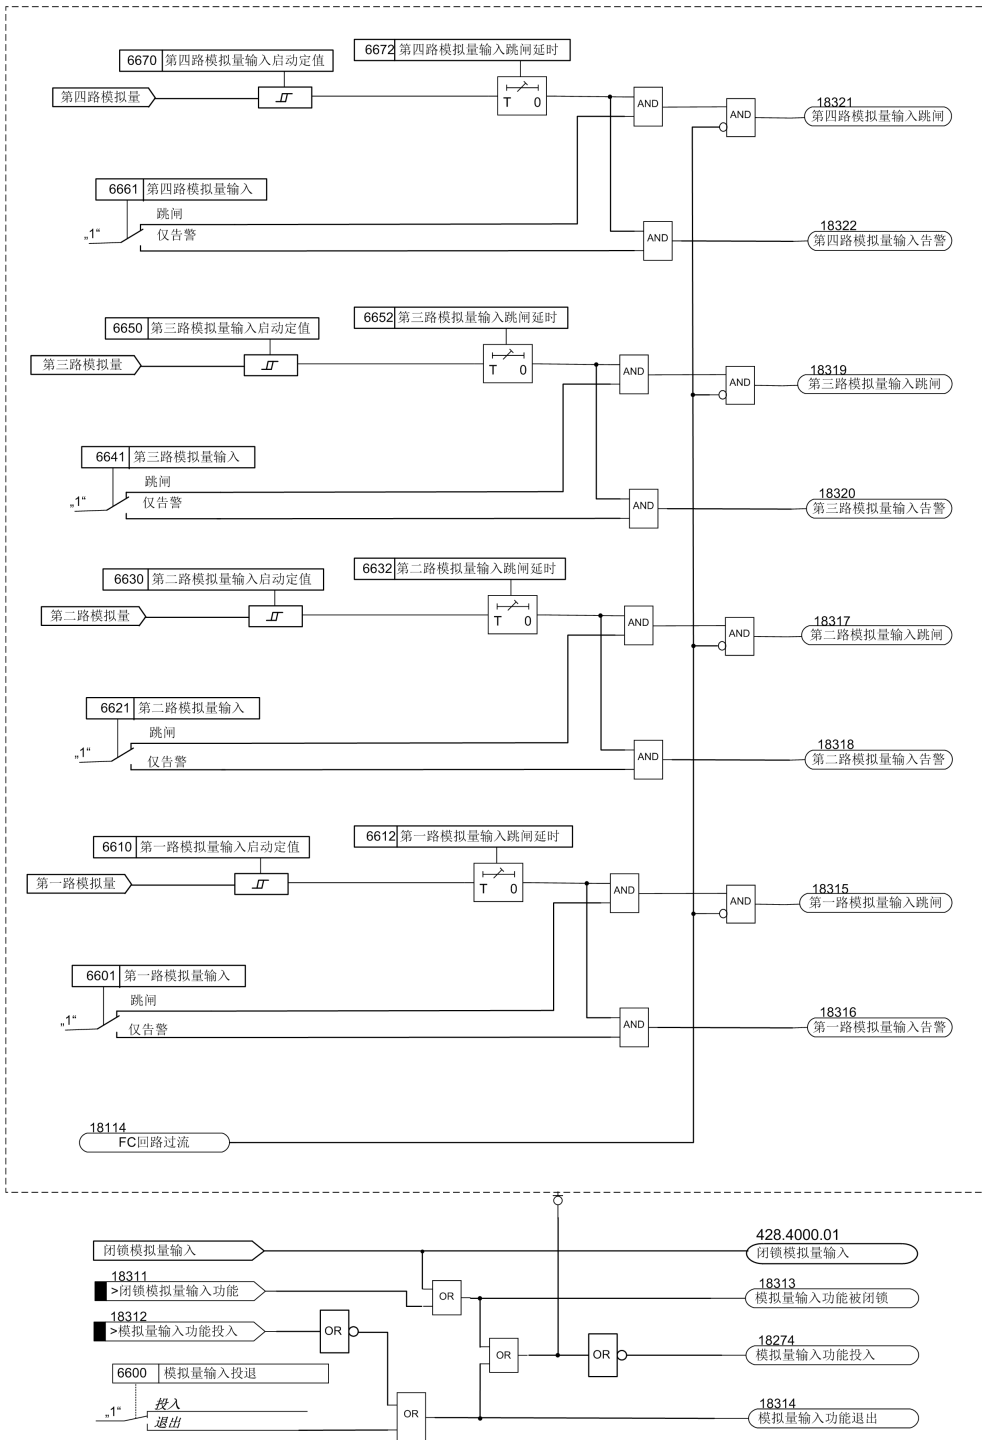 6670 第四路模拟量输入启动定值
6672 第四路模拟量输入跳闸延时
第四路模拟量
T 0
AND
AND
18321
第四路模拟量输入跳闸
6661 第四路模拟量输入
跳闸
„1“
仅告警
AND
18322
第四路模拟量输入告警
6650 第三路模拟量输入启动定值
6652 第三路模拟量输入跳闸延时
第三路模拟量
T 0
AND
AND
18319
第三路模拟量输入跳闸
6641 第三路模拟量输入
跳闸
„1“
仅告警
AND
18320
第三路模拟量输入告警
6630 第二路模拟量输入启动定值
6632 第二路模拟量输入跳闸延时
第二路模拟量
T 0
AND
AND
18317
第二路模拟量输入跳闸
6621 第二路模拟量输入
跳闸
„1“
仅告警
AND
18318
第二路模拟量输入告警
6610 第一路模拟量输入启动定值
6612 第一路模拟量输入跳闸延时
第一路模拟量
T 0
AND
AND
18315
第一路模拟量输入跳闸
6601 第一路模拟量输入
跳闸
„1“
仅告警
AND
18316
第一路模拟量输入告警
18114
FC回路过流
闭锁模拟量输入
428.4000.01
闭锁模拟量输入
18311
>闭锁模拟量输入功能
OR
18313
模拟量输入功能被闭锁
18312
>模拟量输入功能投入
OR
OR
OR
18274
模拟量输入功能投入
6600 模拟量输入投退
„1“
投入
退出
OR
18314
模拟量输入功能退出